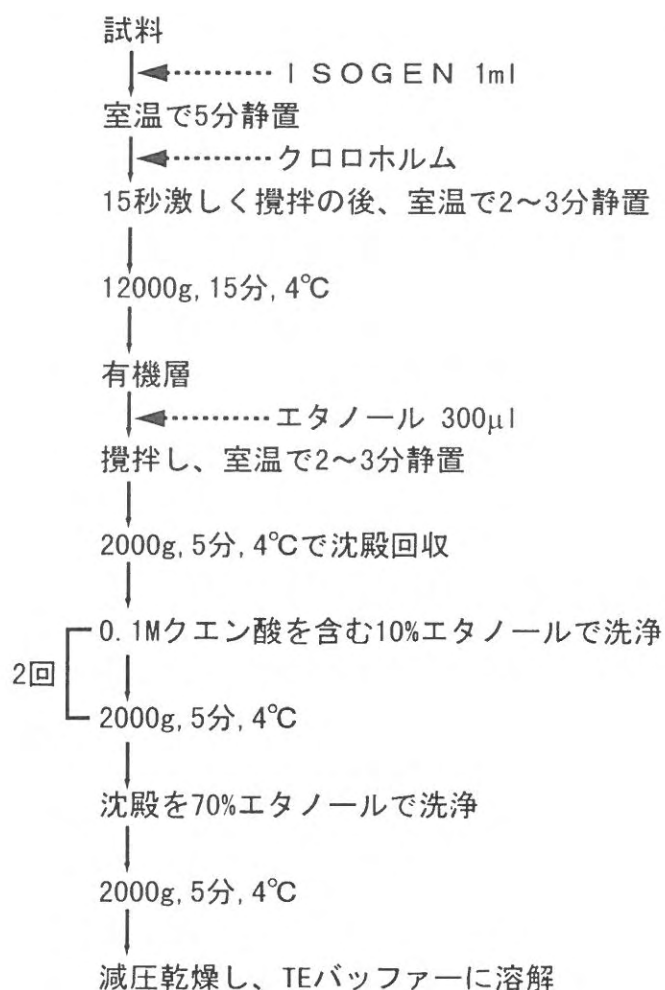 試料
ISOGEN 1ml
室温で5分静置
クロロホルム
15秒激しく攪拌の後、室温で2～3分静置
12000g, 15分, 4℃
有機層
エタノール 300μl
攪拌し、室温で2～3分静置
2000g, 5分, 4℃で沈殿回収
0.1Mクエン酸を含む10%エタノールで洗浄
2回
2000g, 5分, 4℃
沈殿を70%エタノールで洗浄
2000g, 5分, 4℃
減圧乾燥し、TEバッファーに溶解